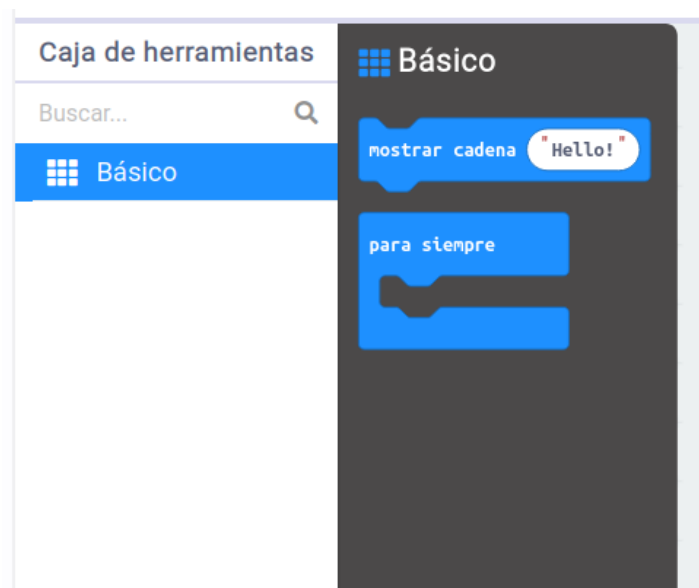 Caja de herramientas
Buscar...
Básico
Básico
mostrar cadena "Hello!"
para siempre